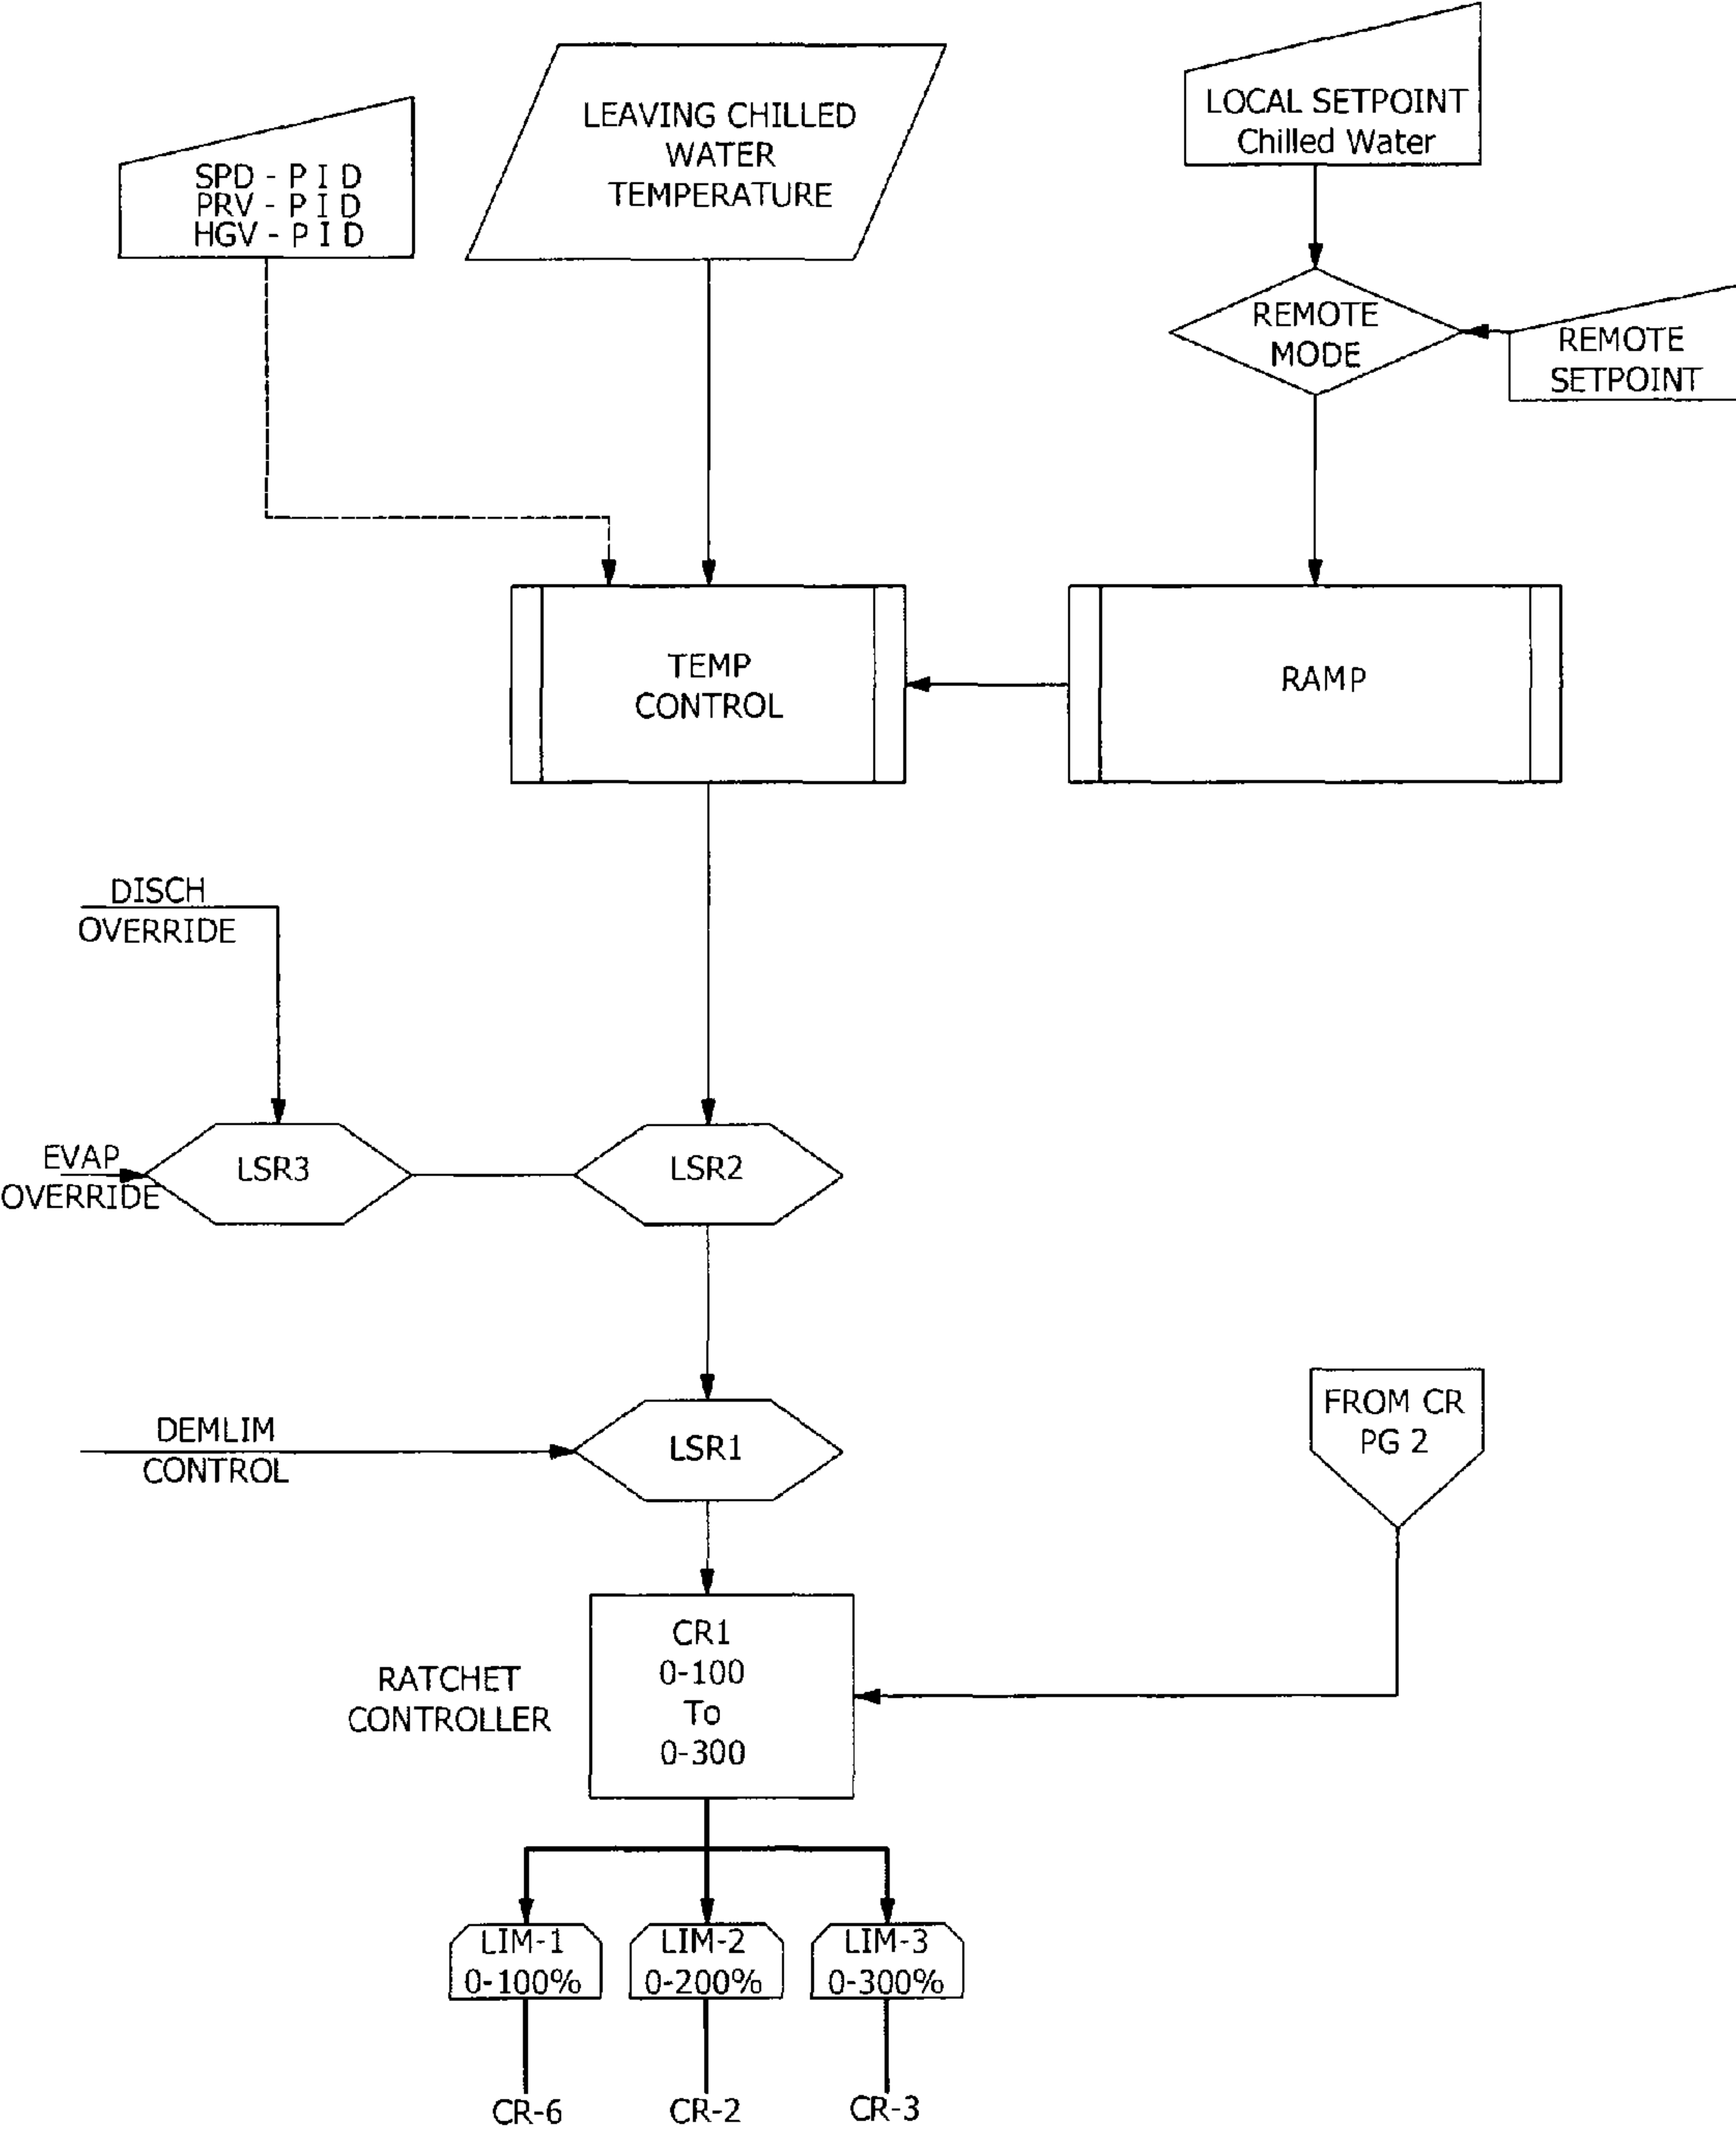 LOCAL SETPOINT
Chilled Water
LEAVING CHILLED
WATER
TEMPERATURE
SPD - P I D
PRV - P I D
HGV - P I D
REMOTE
MODE
REMOTE
SETPOINT
TEMP
CONTROL
RAMP
DISCH
OVERRIDE
EVAP
OVERRIDE
LSR3
LSR2
DEMLIM
CONTROL
LSR1
FROM CR
PG 2
RATCHET
CONTROLLER
CR1
0-100
To
0-300
LIM-1
0-100%
LIM-2
0-200%
LIM-3
0-300%
CR-6
CR-2
CR-3